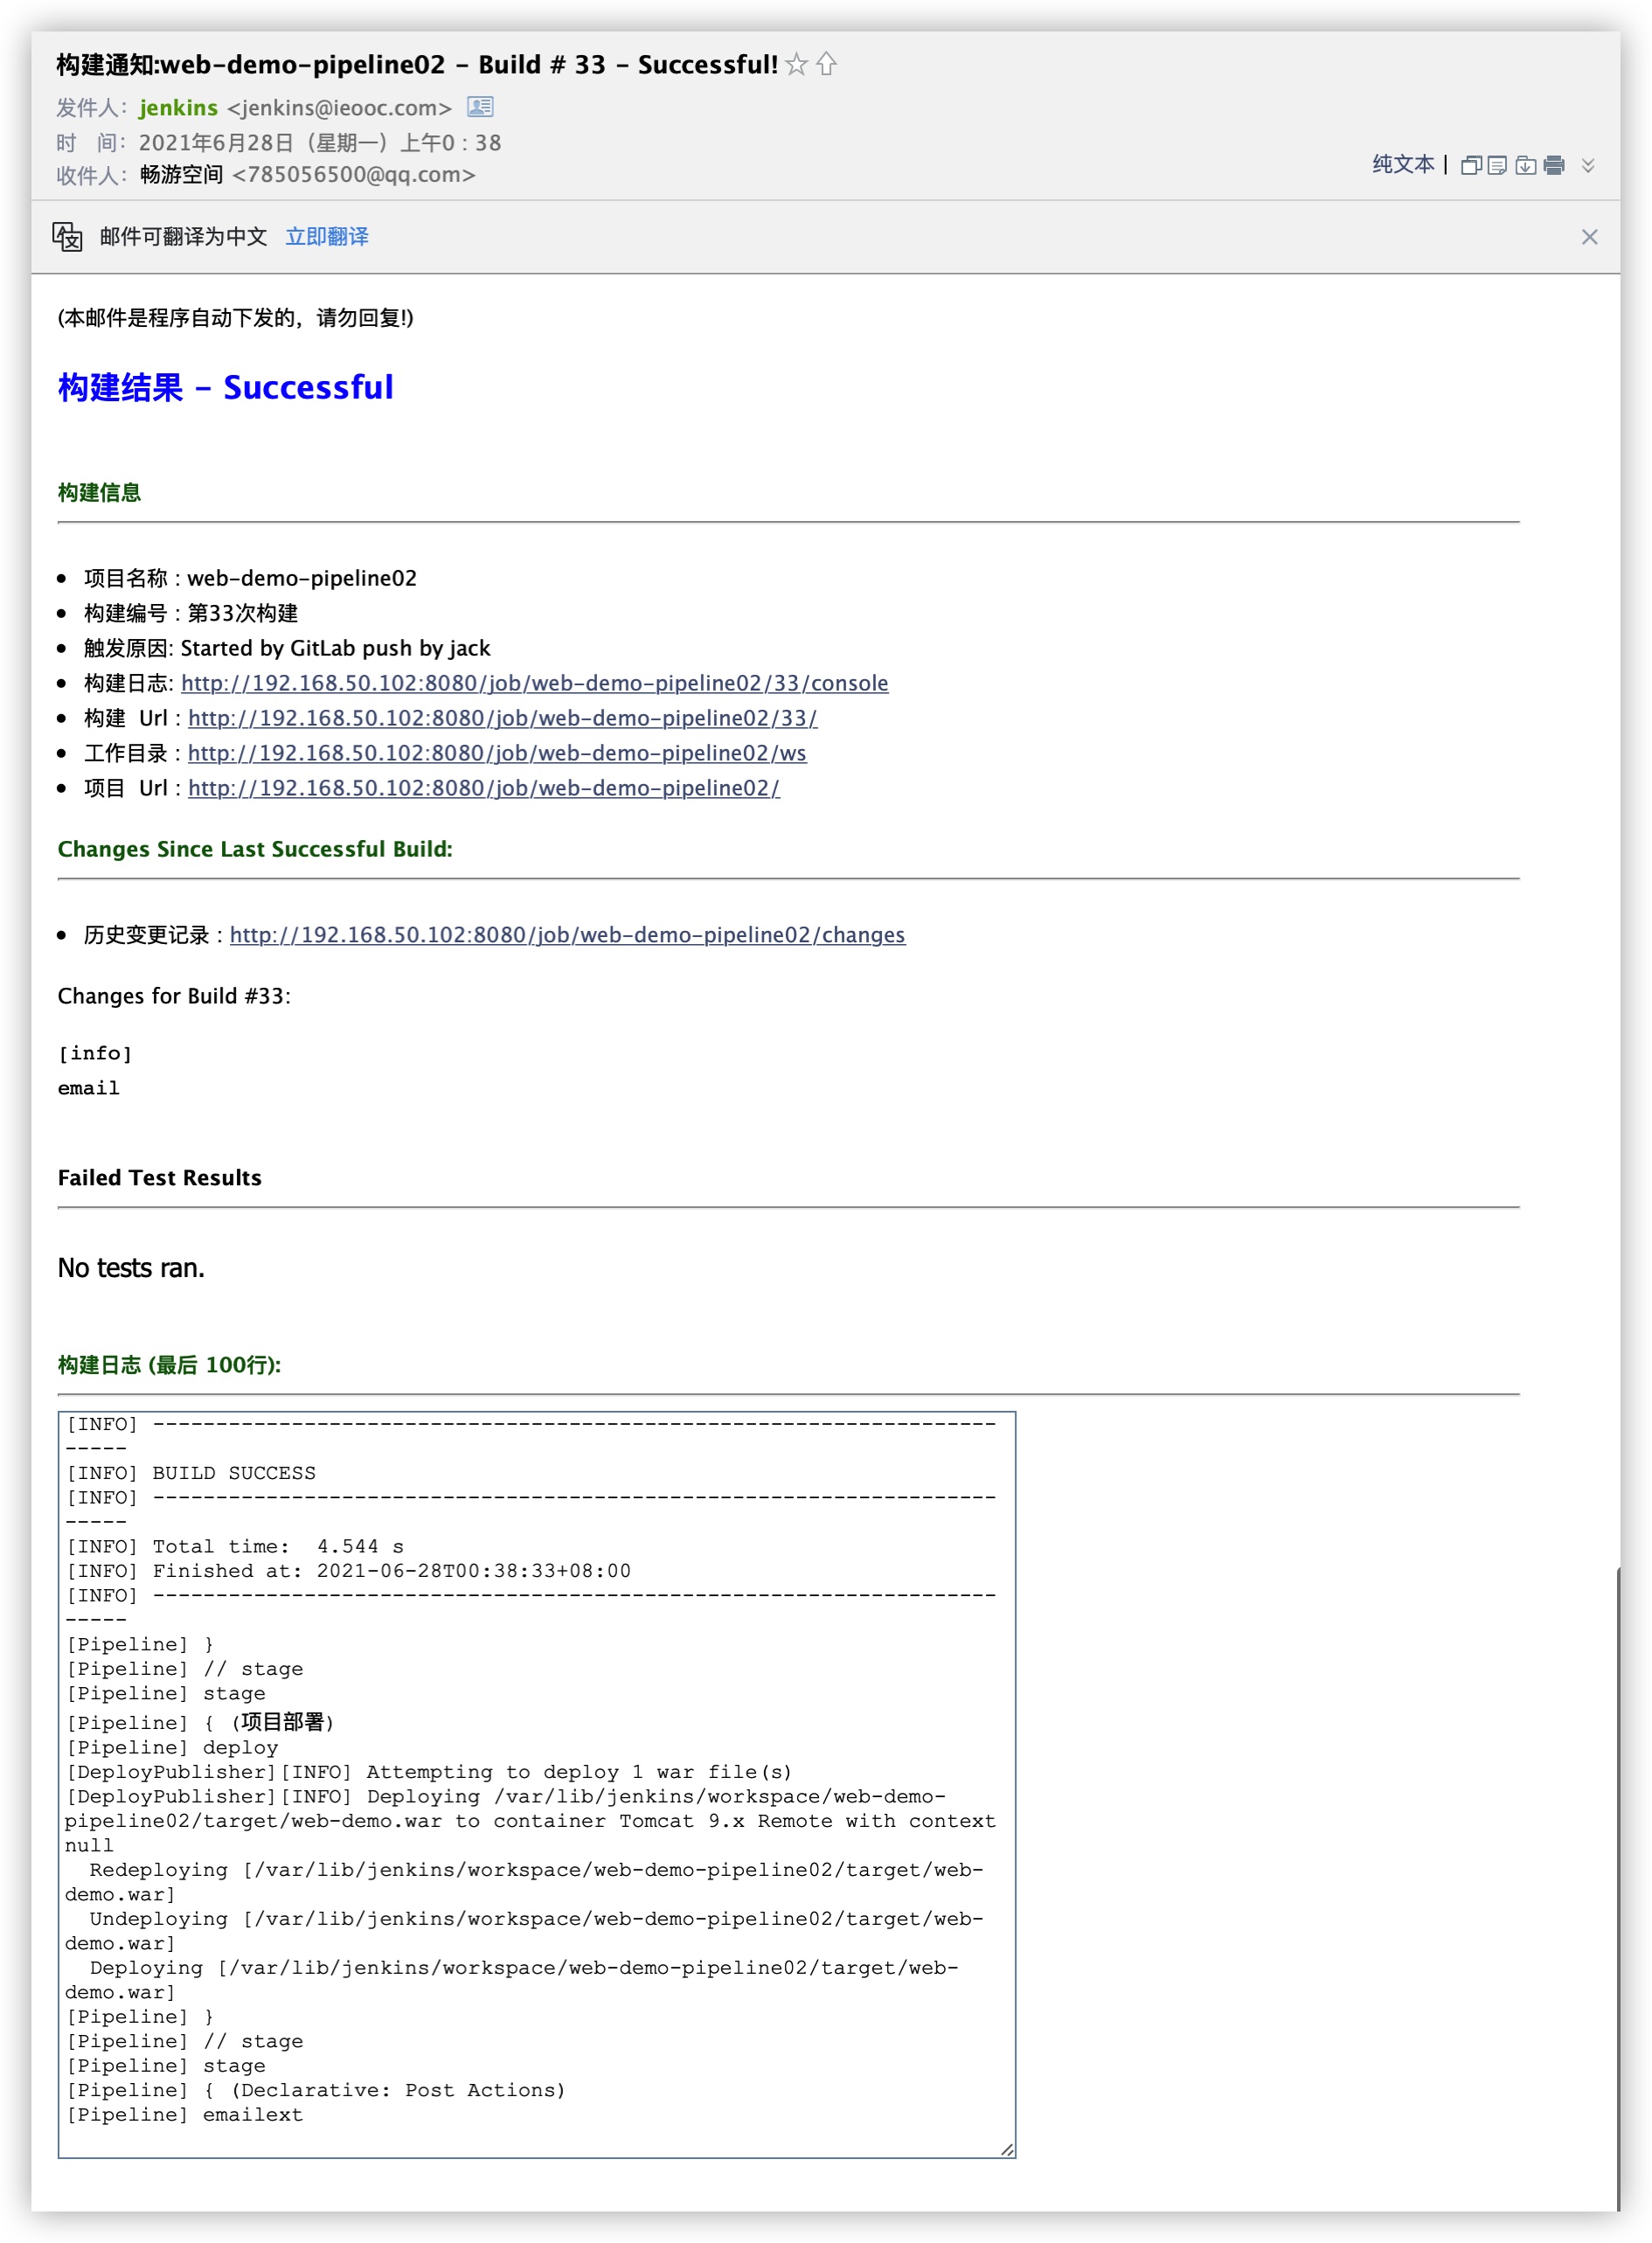 构建通知:web-demo-pipeline02 - Build # 33 - Successful!
发件人: jenkins <jenkins@ieooc.com>
时 间: 2021年6月28日（星期一）上午0 : 38
收件人: 畅游空间 <785056500@qq.com>
纯文本 |
邮件可翻译为中文 立即翻译
(本邮件是程序自动下发的，请勿回复!)
构建结果 - Successful
构建信息
项目名称 : web-demo-pipeline02
构建编号 : 第33次构建
触发原因: Started by GitLab push by jack
构建日志: http://192.168.50.102:8080/job/web-demo-pipeline02/33/console
构建 Url : http://192.168.50.102:8080/job/web-demo-pipeline02/33/
工作目录 : http://192.168.50.102:8080/job/web-demo-pipeline02/ws
项目 Url : http://192.168.50.102:8080/job/web-demo-pipeline02/
Changes Since Last Successful Build:
历史变更记录 : http://192.168.50.102:8080/job/web-demo-pipeline02/changes
Changes for Build #33:
[info]
email
Failed Test Results
No tests ran.
构建日志 (最后 100行):
[INFO] -------------------------------------------------------------------
-----
[INFO] BUILD SUCCESS
[INFO] -------------------------------------------------------------------
-----
[INFO] Total time:  4.544 s
[INFO] Finished at: 2021-06-28T00:38:33+08:00
[INFO] -------------------------------------------------------------------
-----
[Pipeline] }
[Pipeline] // stage
[Pipeline] stage
[Pipeline] { (项目部署)
[Pipeline] deploy
[DeployPublisher][INFO] Attempting to deploy 1 war file(s)
[DeployPublisher][INFO] Deploying /var/lib/jenkins/workspace/web-demo-
pipeline02/target/web-demo.war to container Tomcat 9.x Remote with context
null
  Redeploying [/var/lib/jenkins/workspace/web-demo-pipeline02/target/web-
demo.war]
  Undeploying [/var/lib/jenkins/workspace/web-demo-pipeline02/target/web-
demo.war]
  Deploying [/var/lib/jenkins/workspace/web-demo-pipeline02/target/web-
demo.war]
[Pipeline] }
[Pipeline] // stage
[Pipeline] stage
[Pipeline] { (Declarative: Post Actions)
[Pipeline] emailext